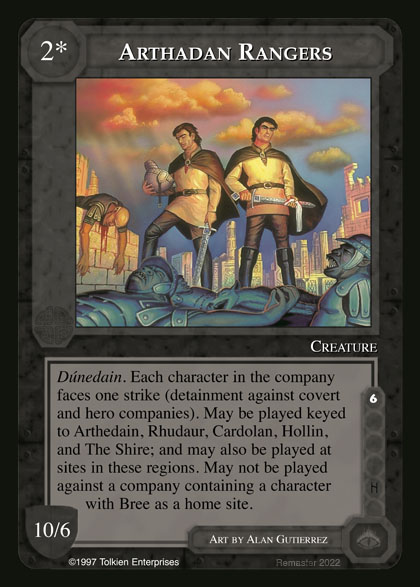 2*
ARTHADAN RANGERS
CREATURE
Dúnedain. Each character in the company
faces one strike (detainment against covert
and hero companies). May be played keyed
to Arthedain, Rhudaur, Cardolan, Hollin,
and The Shire; and may also be played at
sites in these regions. May not be played
against a company containing a character
with Bree as a home site.
6
H
10/6
ART BY ALAN GUTIERREZ
©1997 Tolkien Enterprises
Remaster 2022